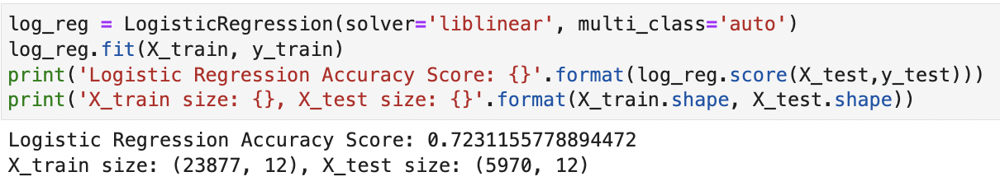 log_reg = LogisticRegression(solver='liblinear', multi_class='auto')
log_reg.fit(X_train, y_train)
print('Logistic Regression Accuracy Score: {}'.format(log_reg.score(X_test,y_test)))
print('X_train size: {}, X_test size: {}'.format(X_train.shape, X_test.shape))
Logistic Regression Accuracy Score: 0.7231155778894472
X_train size: (23877, 12), X_test size: (5970, 12)